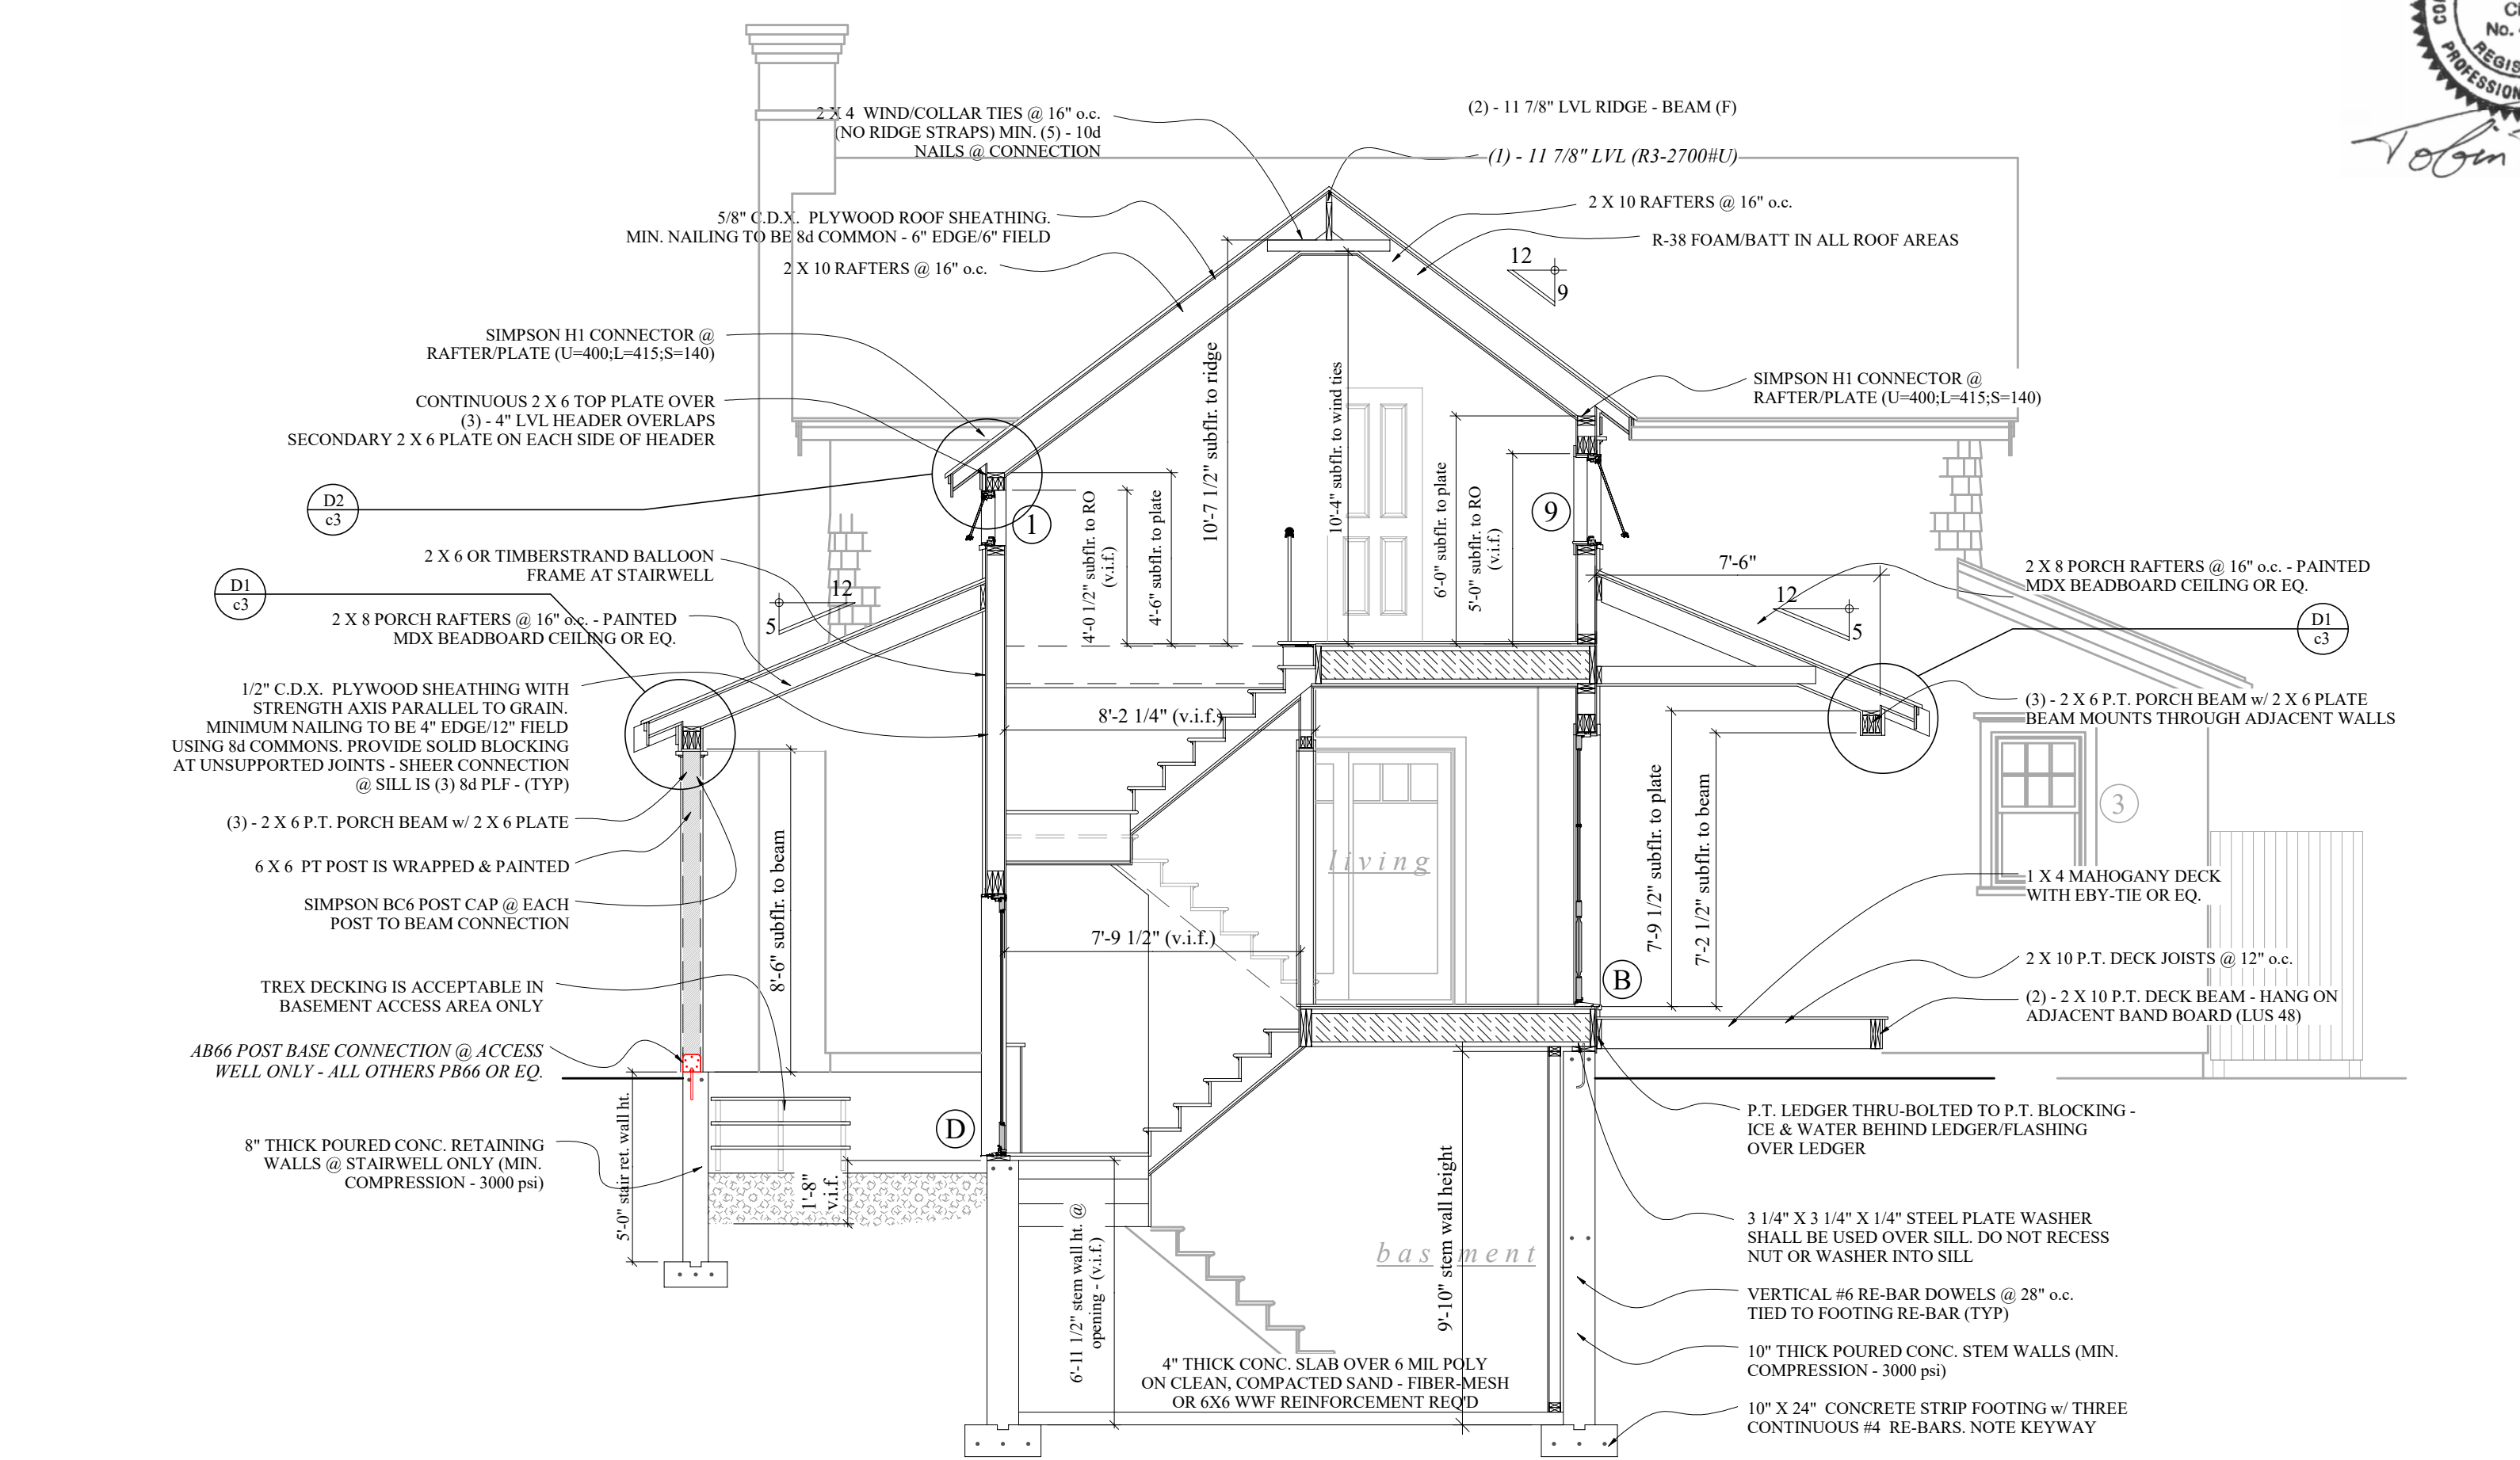 No.
REGIS
PROFESSION
2 X 4 WIND/COLLAR TIES @ 16" o.c.
(NO RIDGE STRAPS) MIN. (5) - 10d
NAILS @ CONNECTION
(2) - 11 7/8" LVL RIDGE - BEAM (F)
(1) - 11 7/8" LVL (R3-2700#U)
5/8" C.D.X. PLYWOOD ROOF SHEATHING.
MIN. NAILING TO BE 8d COMMON - 6" EDGE/6" FIELD
2 X 10 RAFTERS @ 16" o.c.
2 X 10 RAFTERS @ 16" o.c.
R-38 FOAM/BATT IN ALL ROOF AREAS
12
9
SIMPSON H1 CONNECTOR @
RAFTER/PLATE (U=400;L=415;S=140)
CONTINUOUS 2 X 6 TOP PLATE OVER
(3) - 4" LVL HEADER OVERLAPS
SECONDARY 2 X 6 PLATE ON EACH SIDE OF HEADER
SIMPSON H1 CONNECTOR @
RAFTER/PLATE (U=400;L=415;S=140)
D2
c3
1
9
4'-0 1/2" subflr. to RO
(v.i.f.)
4'-6" subflr. to plate
10'-7 1/2" subflr. to ridge
10'-4" subflr. to wind ties
6'-0" subflr. to plate
5'-0" subflr. to RO
(v.i.f.)
2 X 6 OR TIMBERSTRAND BALLOON
FRAME AT STAIRWELL
D1
c3
2 X 8 PORCH RAFTERS @ 16" o.c. - PAINTED
MDX BEADBOARD CEILING OR EQ.
12
5
7'-6"
12
5
2 X 8 PORCH RAFTERS @ 16" o.c. - PAINTED
MDX BEADBOARD CEILING OR EQ.
D1
c3
1/2" C.D.X. PLYWOOD SHEATHING WITH
STRENGTH AXIS PARALLEL TO GRAIN.
MINIMUM NAILING TO BE 4" EDGE/12" FIELD
USING 8d COMMONS. PROVIDE SOLID BLOCKING
AT UNSUPPORTED JOINTS - SHEER CONNECTION
@ SILL IS (3) 8d PLF - (TYP)
(3) - 2 X 6 P.T. PORCH BEAM w/ 2 X 6 PLATE
6 X 6 PT POST IS WRAPPED & PAINTED
SIMPSON BC6 POST CAP @ EACH
POST TO BEAM CONNECTION
8'-6" subflr. to beam
8'-2 1/4" (v.i.f.)
living
7'-9 1/2" (v.i.f.)
7'-9 1/2" subflr. to plate
7'-2 1/2" subflr. to beam
(3) - 2 X 6 P.T. PORCH BEAM w/ 2 X 6 PLATE
BEAM MOUNTS THROUGH ADJACENT WALLS
3
1 X 4 MAHOGANY DECK
WITH EBY-TIE OR EQ.
B
2 X 10 P.T. DECK JOISTS @ 12" o.c.
(2) - 2 X 10 P.T. DECK BEAM - HANG ON
ADJACENT BAND BOARD (LUS 48)
TREX DECKING IS ACCEPTABLE IN
BASEMENT ACCESS AREA ONLY
AB66 POST BASE CONNECTION @ ACCESS
WELL ONLY - ALL OTHERS PB66 OR EQ.
8" THICK POURED CONC. RETAINING
WALLS @ STAIRWELL ONLY (MIN.
COMPRESSION - 3000 psi)
5'-0" stair ret. wall ht.
1'-8"
v.i.f.
D
6'-11 1/2" stem wall ht. @
opening - (v.i.f.)
9'-10" stem wall height
basement
P.T. LEDGER THRU-BOLTED TO P.T. BLOCKING -
ICE & WATER BEHIND LEDGER/FLASHING
OVER LEDGER
3 1/4" X 3 1/4" X 1/4" STEEL PLATE WASHER
SHALL BE USED OVER SILL. DO NOT RECESS
NUT OR WASHER INTO SILL
VERTICAL #6 RE-BAR DOWELS @ 28" o.c.
TIED TO FOOTING RE-BAR (TYP)
10" THICK POURED CONC. STEM WALLS (MIN.
COMPRESSION - 3000 psi)
10" X 24" CONCRETE STRIP FOOTING w/ THREE
CONTINUOUS #4 RE-BARS. NOTE KEYWAY
4" THICK CONC. SLAB OVER 6 MIL POLY
ON CLEAN, COMPACTED SAND - FIBER-MESH
OR 6X6 WWF REINFORCEMENT REQ'D